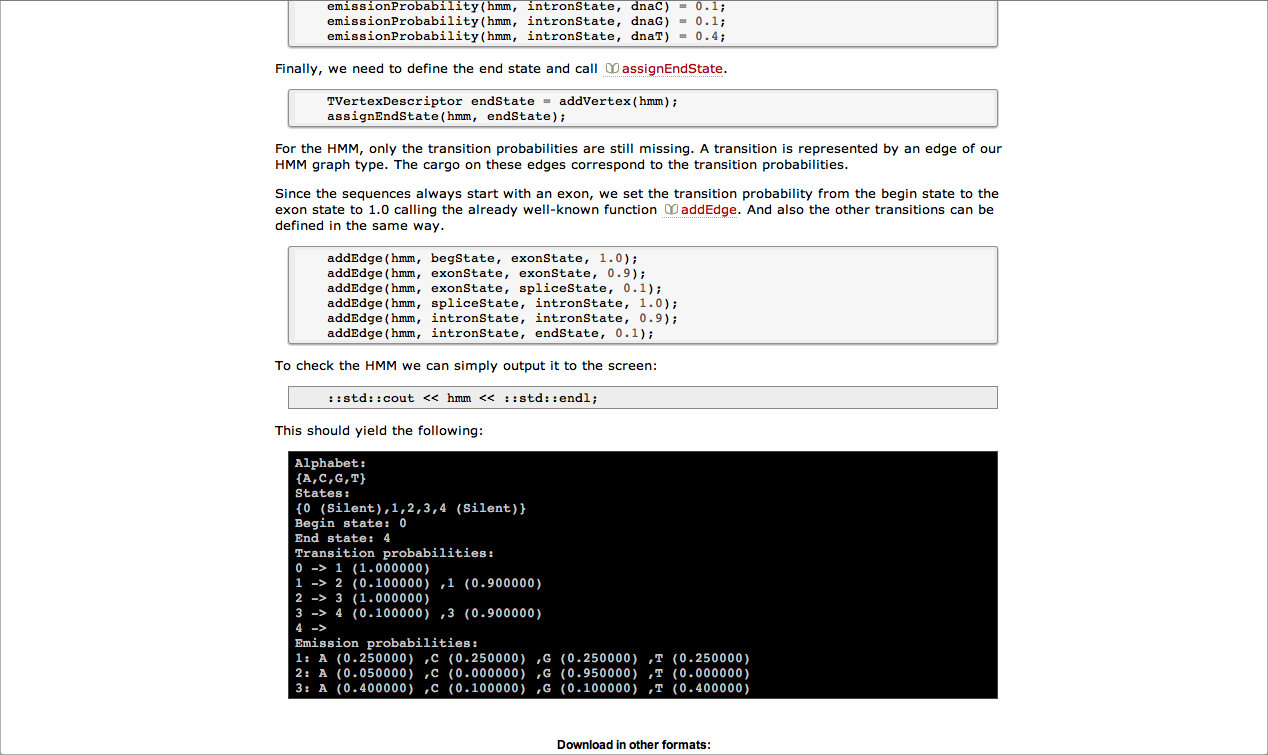 emissionProbability(hmm, intronState, dnaC) = 0.1;
emissionProbability(hmm, intronState, dnaG) = 0.1;
emissionProbability(hmm, intronState, dnaT) = 0.4;
Finally, we need to define the end state and call assignEndState.
TVertexDescriptor endState = addVertex(hmm);
assignEndState(hmm, endState);
For the HMM, only the transition probabilities are still missing. A transition is represented by an edge of our
HMM graph type. The cargo on these edges correspond to the transition probabilities.
Since the sequences always start with an exon, we set the transition probability from the begin state to the
exon state to 1.0 calling the already well-known function addEdge. And also the other transitions can be
defined in the same way.
addEdge(hmm, begState, exonState, 1.0);
addEdge(hmm, exonState, exonState, 0.9);
addEdge(hmm, exonState, spliceState, 0.1);
addEdge(hmm, spliceState, intronState, 1.0);
addEdge(hmm, intronState, intronState, 0.9);
addEdge(hmm, intronState, endState, 0.1);
To check the HMM we can simply output it to the screen:
::std::cout << hmm << ::std::endl;
This should yield the following:
Alphabet:
{A,C,G,T}
States:
{0 (Silent),1,2,3,4 (Silent)}
Begin state: 0
End state: 4
Transition probabilities:
0 -> 1 (1.000000)
1 -> 2 (0.100000) ,1 (0.900000)
2 -> 3 (1.000000)
3 -> 4 (0.100000) ,3 (0.900000)
4 ->
Emission probabilities:
1: A (0.250000) ,C (0.250000) ,G (0.250000) ,T (0.250000)
2: A (0.050000) ,C (0.000000) ,G (0.950000) ,T (0.000000)
3: A (0.400000) ,C (0.100000) ,G (0.100000) ,T (0.400000)
Download in other formats: